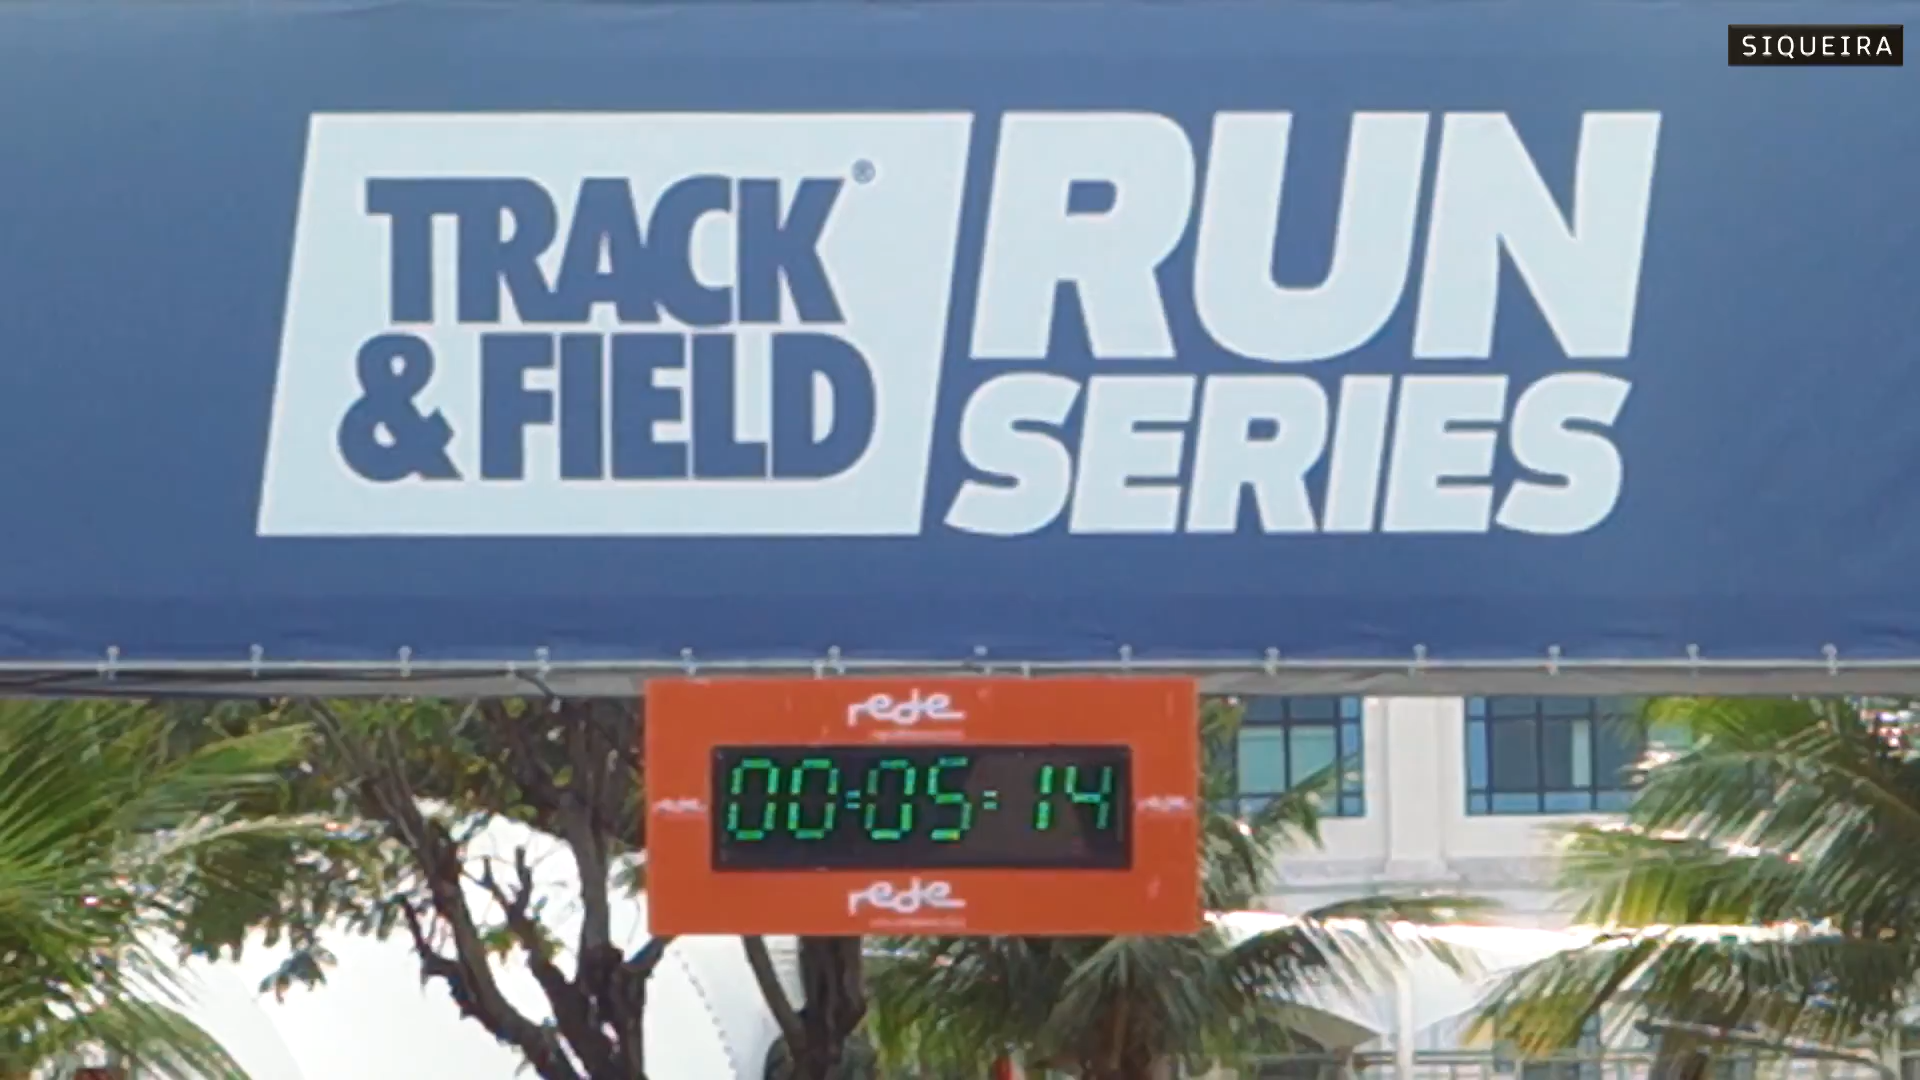 SIQUEIRA
TRACK®
& FIELD
RUN
SERIES
rede
00:05:14
rede